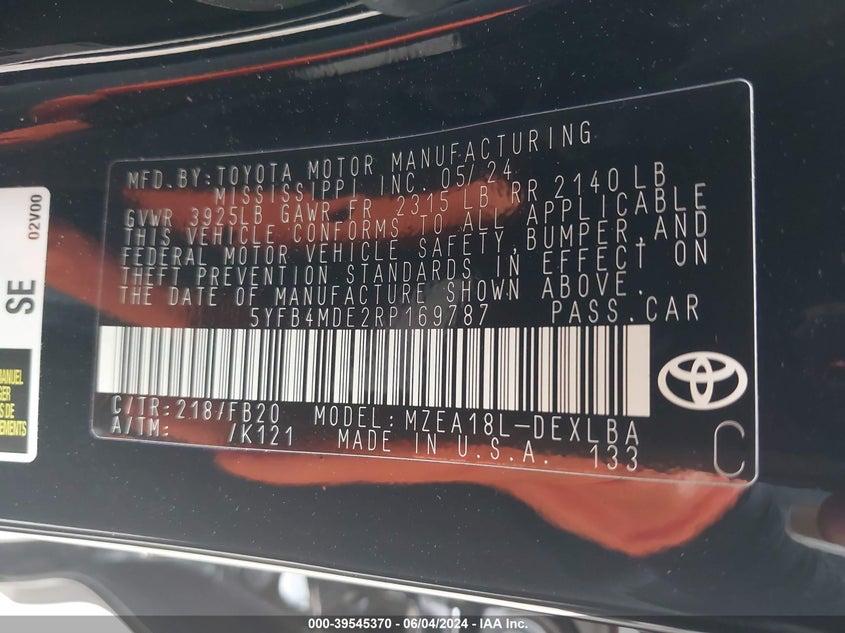 MFD.BY:TOYOTA MOTOR MANUFACTURING
MISSISSIPPI INC. 05/24
GVWR 3925LB GAWR FR 2315 LB RR 2140 LB
THIS VEHICLE CONFORMS TO ALL APPLICABLE
FEDERAL MOTOR VEHICLE SAFETY,BUMPER,AND
THEFT PREVENTION STANDARDS IN EFFECT ON
THE DATE OF MANUFACTURE SHOWN ABOVE.
5YFB4MDE2RP169787 PASS.CAR
C/TR:218/FB20 MODEL:MZEA18L-DEXLBA
A/TM: /K121 MADE IN U.S.A. 133
C
02V00
SE
000-39545370 - 06/04/2024 - IAA Inc.